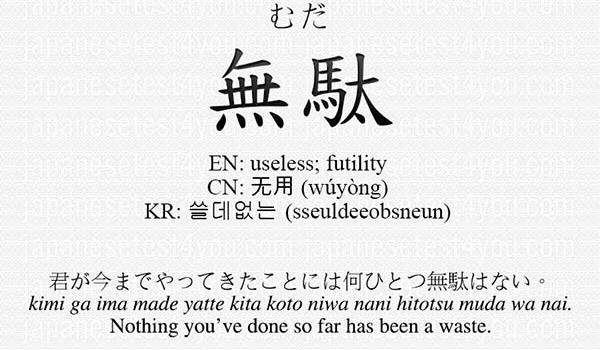 むだ
無駄
EN: useless; futility
CN: 无用 (wúyòng)
KR: 쓸데없는 (sseuldeeobsneun)
君が今までやってきたことには何ひとつ無駄はない。
kimi ga ima made yatte kita koto niwa nani hitotsu muda wa nai.
Nothing you've done so far has been a waste.